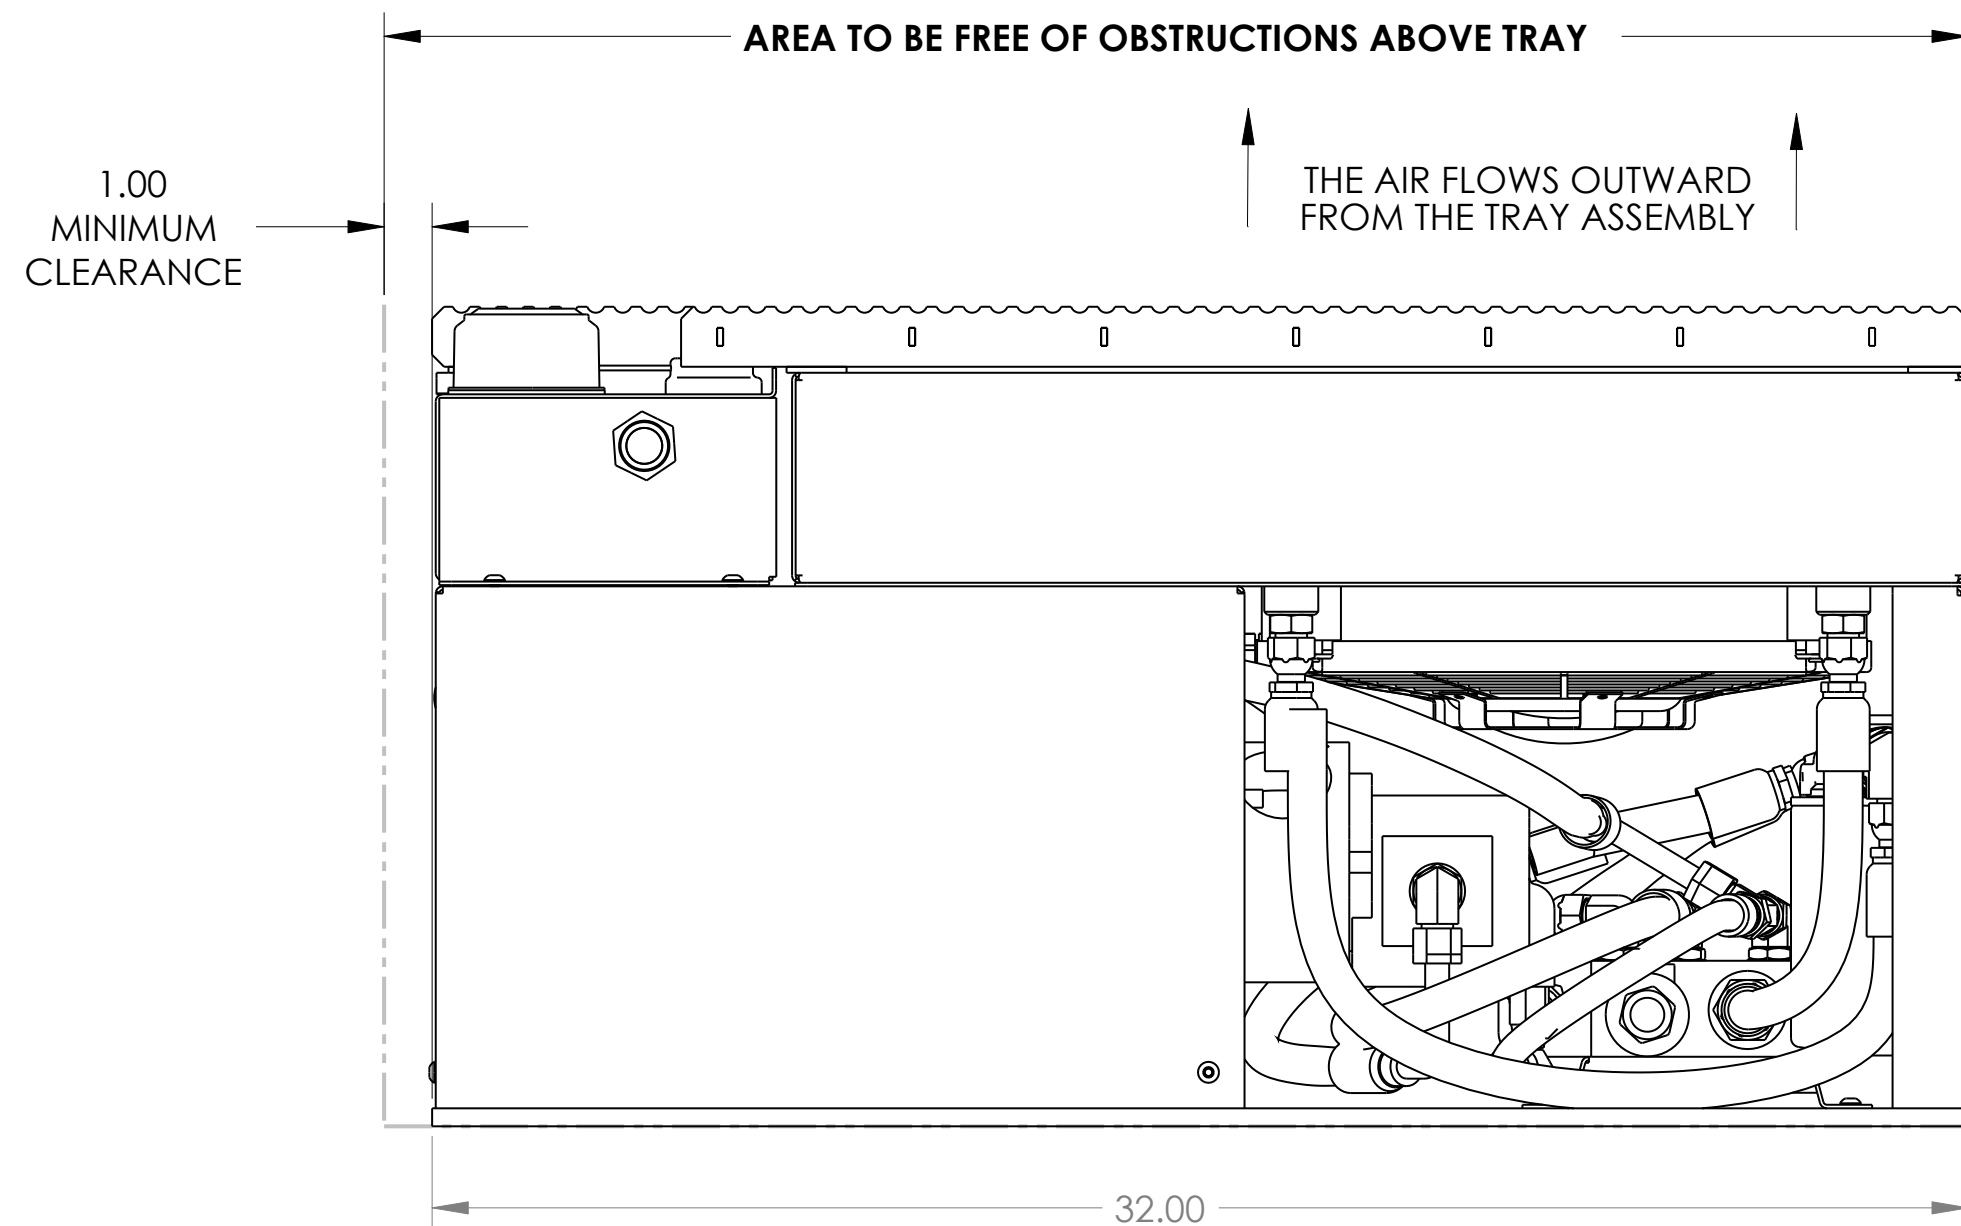 AREA TO BE FREE OF OBSTRUCTIONS ABOVE TRAY
1.00
MINIMUM
CLEARANCE
THE AIR FLOWS OUTWARD
FROM THE TRAY ASSEMBLY
32.00